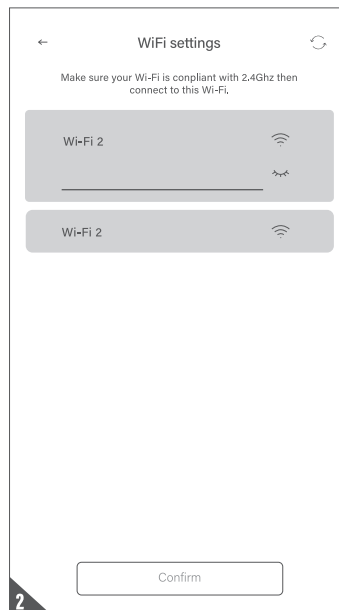 WiFi settings
Make sure your Wi-Fi is conpliant with 2.4Ghz then
connect to this Wi-Fi.
Wi-Fi 2
Wi-Fi 2
Confirm
2